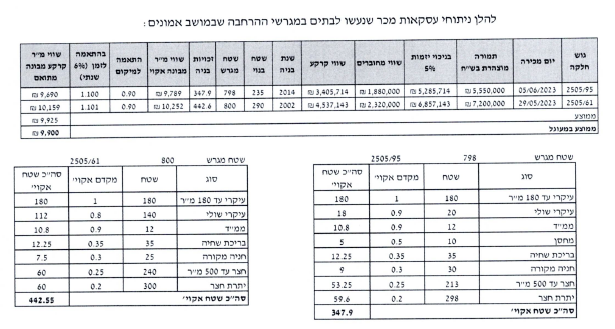 להלן ניתוחי עסקאות מכר שנעשו לבתים במגרשי ההרחבה שבמושב אמונים:
גוש חלקה | יום מכירה | תמורה מוצהרת בש"ח | בניכוי יזמות 5% | שווי מחוברים | שווי קרקע | שנת בניה | שטח בנוי | שטח מגרש | זכויות בניה | שווי מ"ר מבונה אקוי | התאמה למיקום | בהתאמה לזמן (6% שנתי) | שווי מ"ר קרקע מבונה מתואם
2505/95 | 05/06/2023 | 5,550,000 ₪ | 5,285,714 ₪ | 1,880,000 ₪ | 3,405,714 ₪ | 2014 | 235 | 798 | 347.9 | 9,789 ₪ | 0.90 | 1.100 | 9,690 ₪
2505/61 | 29/05/2023 | 7,200,000 ₪ | 6,857,143 ₪ | 2,320,000 ₪ | 4,537,143 ₪ | 2002 | 290 | 800 | 442.6 | 10,252 ₪ | 0.90 | 1.101 | 10,159 ₪
ממוצע | 9,925 ₪
ממוצע במעוגל | 9,900 ₪
שטח מגרש 798 2505/95
סוג | שטח | מקדם אקווי' | סה"כ שטח אקווי'
עיקרי עד 180 מ"ר | 180 | 1 | 180
עיקרי שולי | 20 | 0.9 | 18
ממ"ד | 12 | 0.9 | 10.8
מחסן | 10 | 0.5 | 5
בריכת שחיה | 35 | 0.35 | 12.25
חניה מקורה | 30 | 0.3 | 9
חצר עד 500 מ"ר | 213 | 0.25 | 53.25
יתרת חצר | 298 | 0.2 | 59.6
סה"כ שטח אקווי' | 347.9
שטח מגרש 800 2505/61
סוג | שטח | מקדם אקווי' | סה"כ שטח אקווי'
עיקרי עד 180 מ"ר | 180 | 1 | 180
עיקרי שולי | 140 | 0.8 | 112
ממ"ד | 12 | 0.9 | 10.8
בריכת שחיה | 35 | 0.35 | 12.25
חניה מקורה | 25 | 0.3 | 7.5
חצר עד 500 מ"ר | 240 | 0.25 | 60
יתרת חצר | 300 | 0.2 | 60
סה"כ שטח אקווי' | 442.55